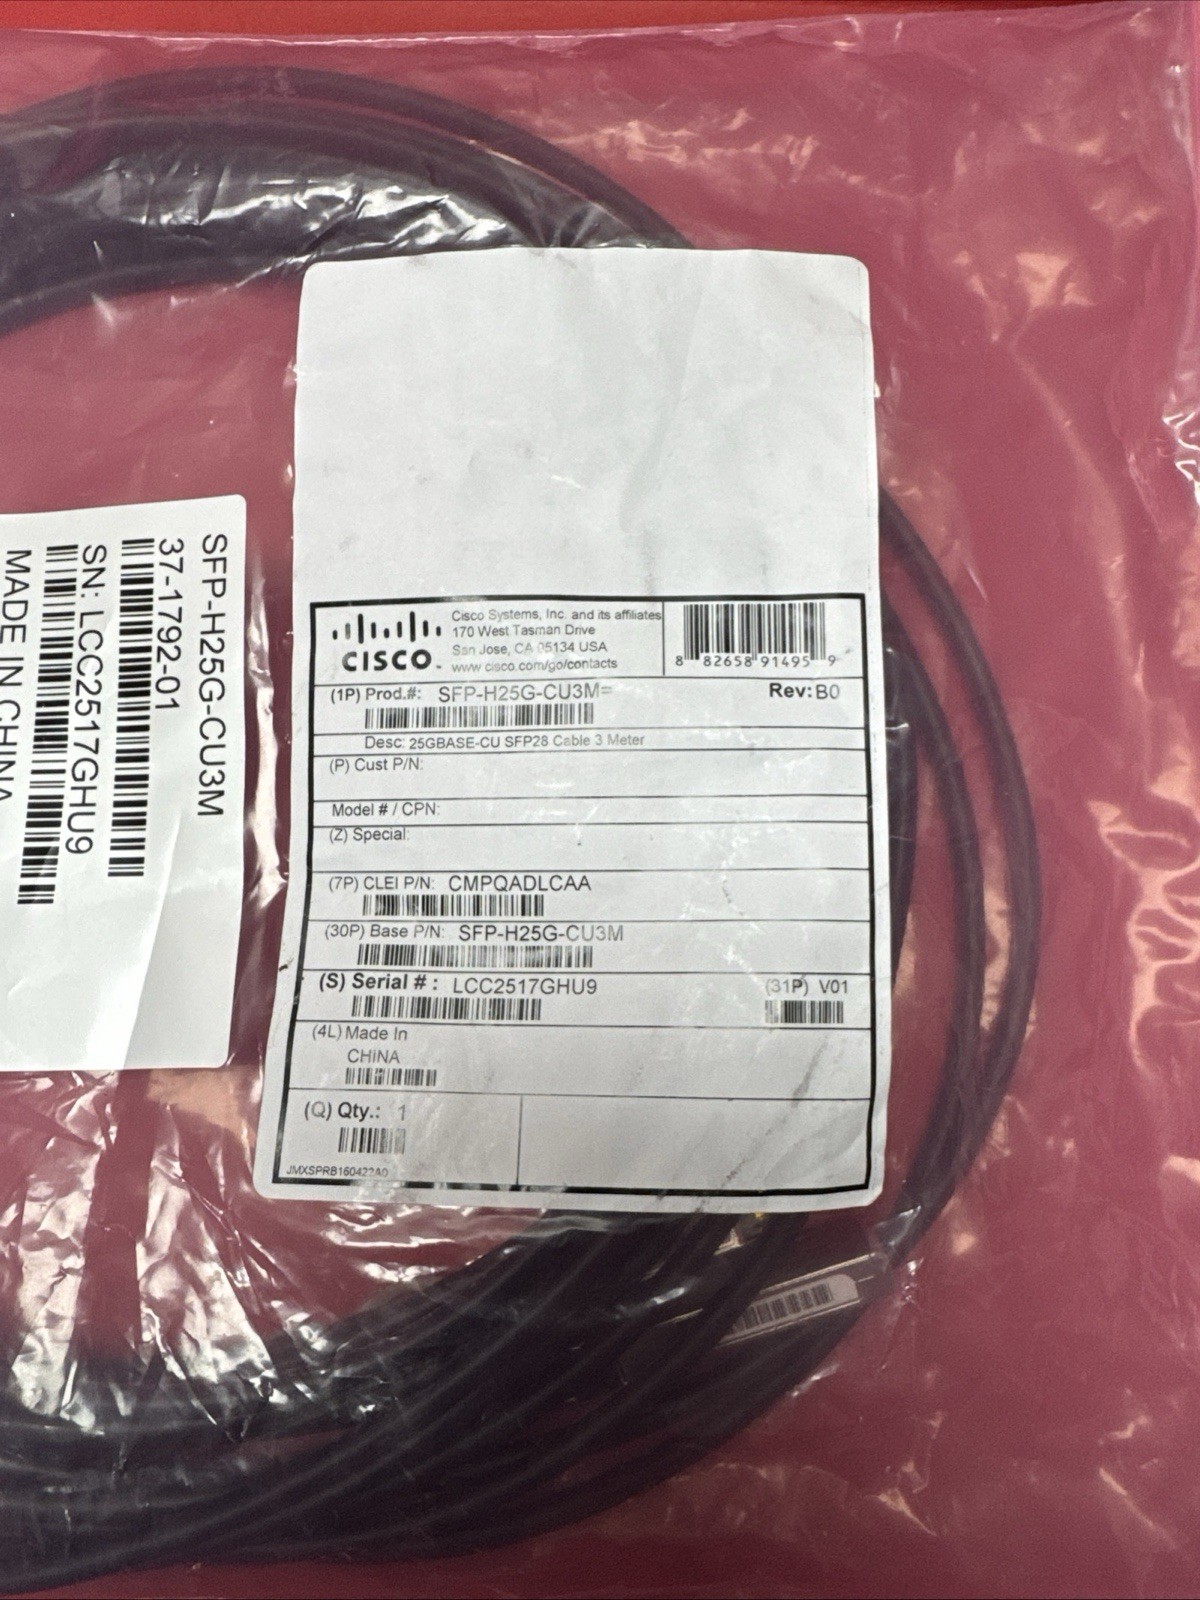 SFP-H25G-CU3M
37-1792-01
SN: LCC2517GHU9
MADE IN CHINA
CISCO
Cisco Systems, Inc. and its affiliates
170 West Tasman Drive
San Jose, CA 95134 USA
www.cisco.com/go/contacts
8 82658 91495 9
(1P) Prod.#: SFP-H25G-CU3M= Rev: B0
Desc: 25GBASE-CU SFP28 Cable 3 Meter
(P) Cust P/N:
Model # / CPN:
(Z) Special:
(7P) CLEI P/N: CMPQADLCAA
(30P) Base P/N: SFP-H25G-CU3M
(S) Serial # : LCC2517GHU9 (31P) V01
(4L) Made In
CHINA
(Q) Qty.: 1
JMXSPRB160422A0